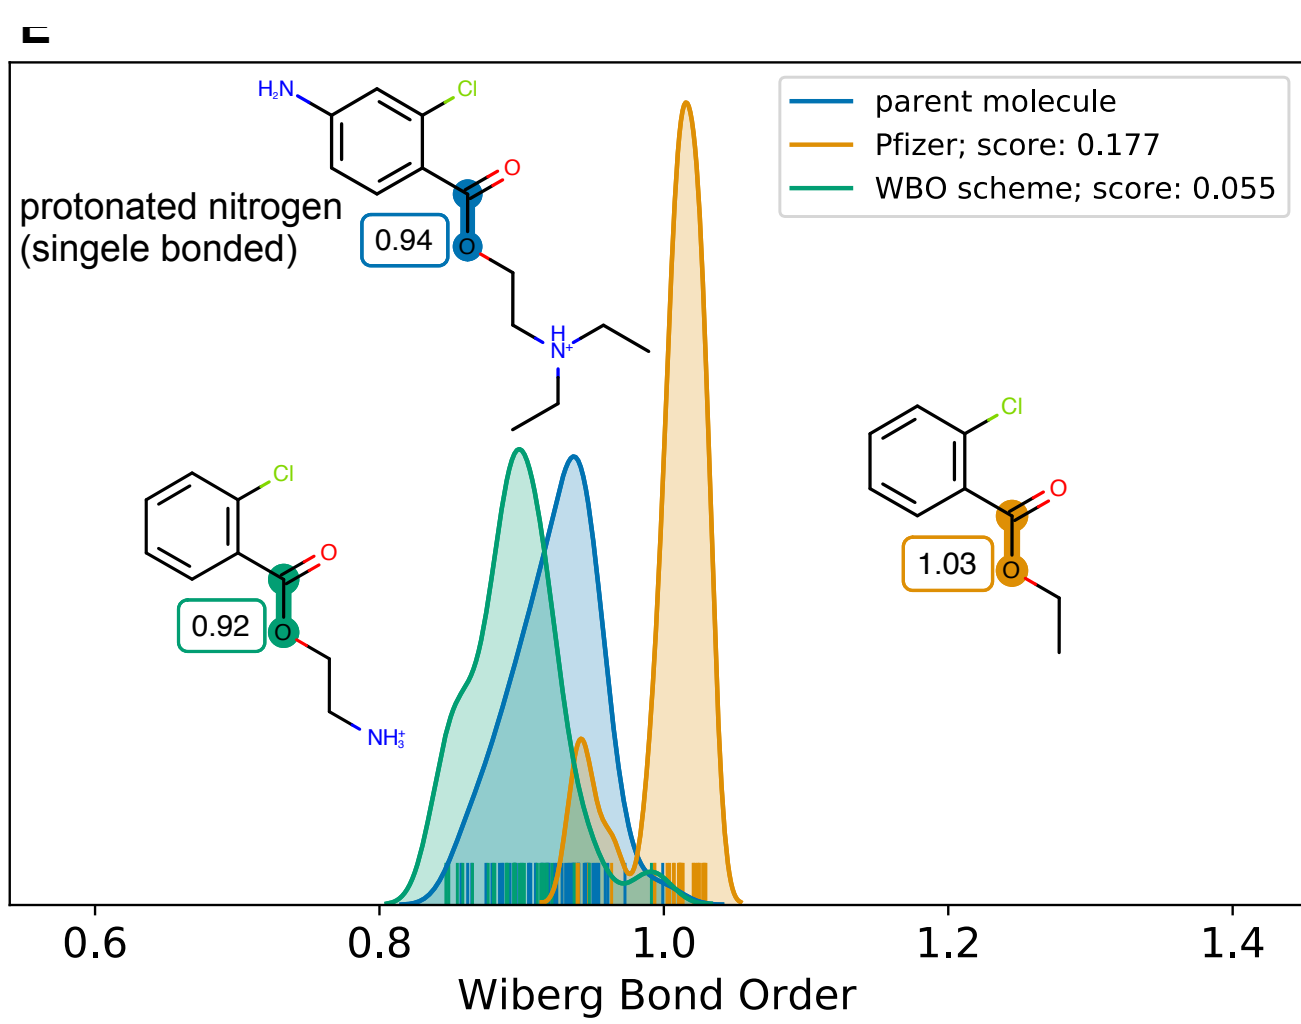 E
H₂N
Cl
O
protonated nitrogen
(singele bonded)
0.94
O
H
N⁺
parent molecule
Pfizer; score: 0.177
WBO scheme; score: 0.055
Cl
O
0.92
O
NH₃⁺
Cl
O
1.03
O
0.6 0.8 1.0 1.2 1.4
Wiberg Bond Order